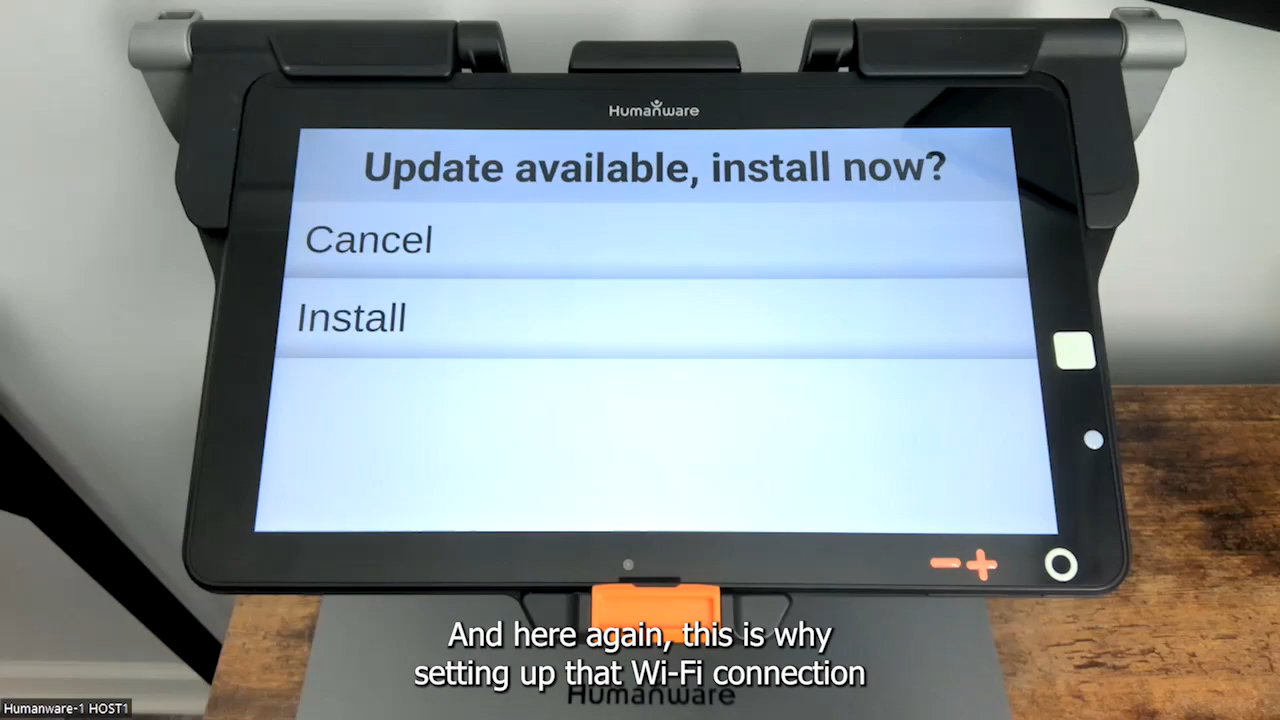 Humanware
Update available, install now?
Cancel
Install
And here again, this is why
setting up that Wi-Fi connection
Humanware
Humanware-1 HOST1